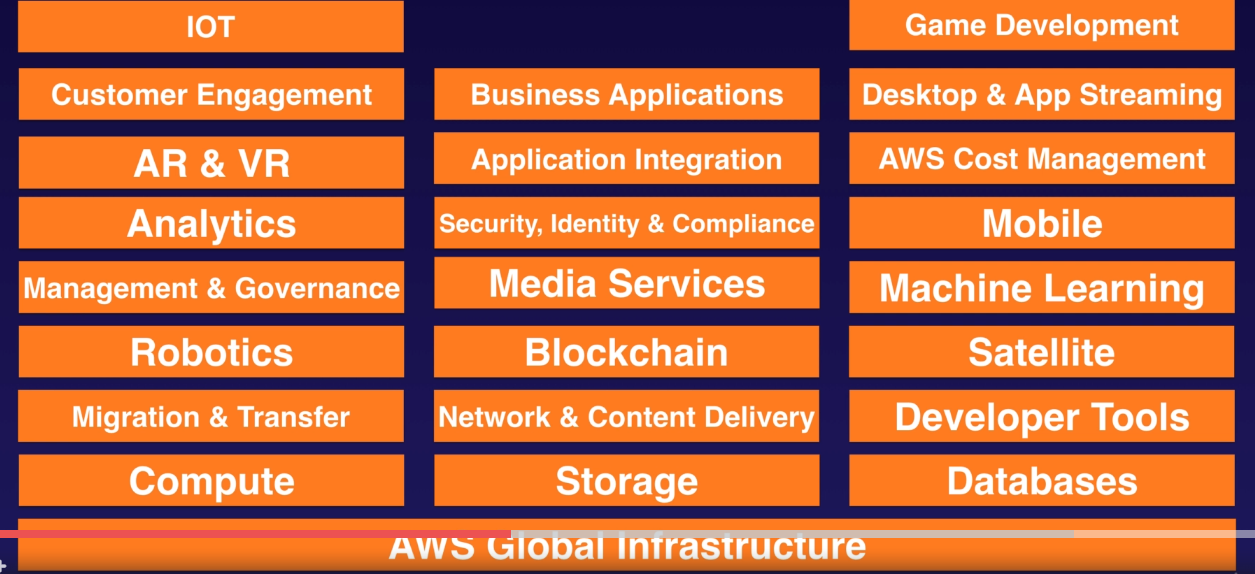 IOT
Game Development
Customer Engagement
Business Applications
Desktop & App Streaming
AR & VR
Application Integration
AWS Cost Management
Analytics
Security, Identity & Compliance
Mobile
Management & Governance
Media Services
Machine Learning
Robotics
Blockchain
Satellite
Migration & Transfer
Network & Content Delivery
Developer Tools
Compute
Storage
Databases
AWS Global Infrastructure